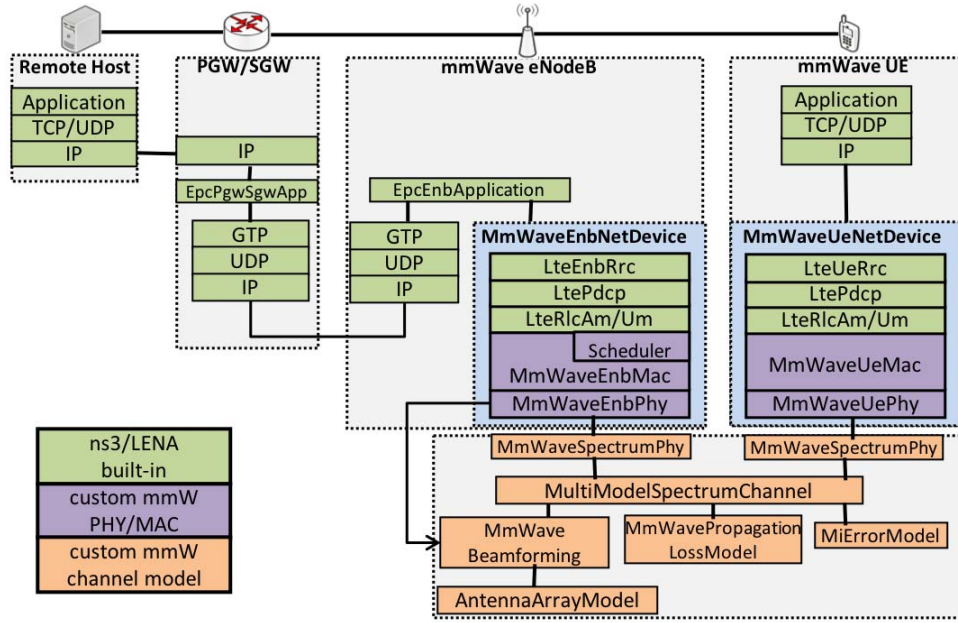 Remote Host
Application
TCP/UDP
IP
PGW/SGW
IP
EpcPgwSgwApp
GTP
UDP
IP
mmWave eNodeB
EpcEnbApplication
GTP
UDP
IP
MmWaveEnbNetDevice
LteEnbRrc
LtePdcp
LteRlcAm/Um
Scheduler
MmWaveEnbMac
MmWaveEnbPhy
mmWave UE
Application
TCP/UDP
IP
MmWaveUeNetDevice
LteUeRrc
LtePdcp
LteRlcAm/Um
MmWaveUeMac
MmWaveUePhy
MmWaveSpectrumPhy
MmWaveSpectrumPhy
MultiModelSpectrumChannel
MmWave
Beamforming
MmWavePropagation
LossModel
MiErrorModel
AntennaArrayModel
ns3/LENA
built-in
custom mmW
PHY/MAC
custom mmW
channel model